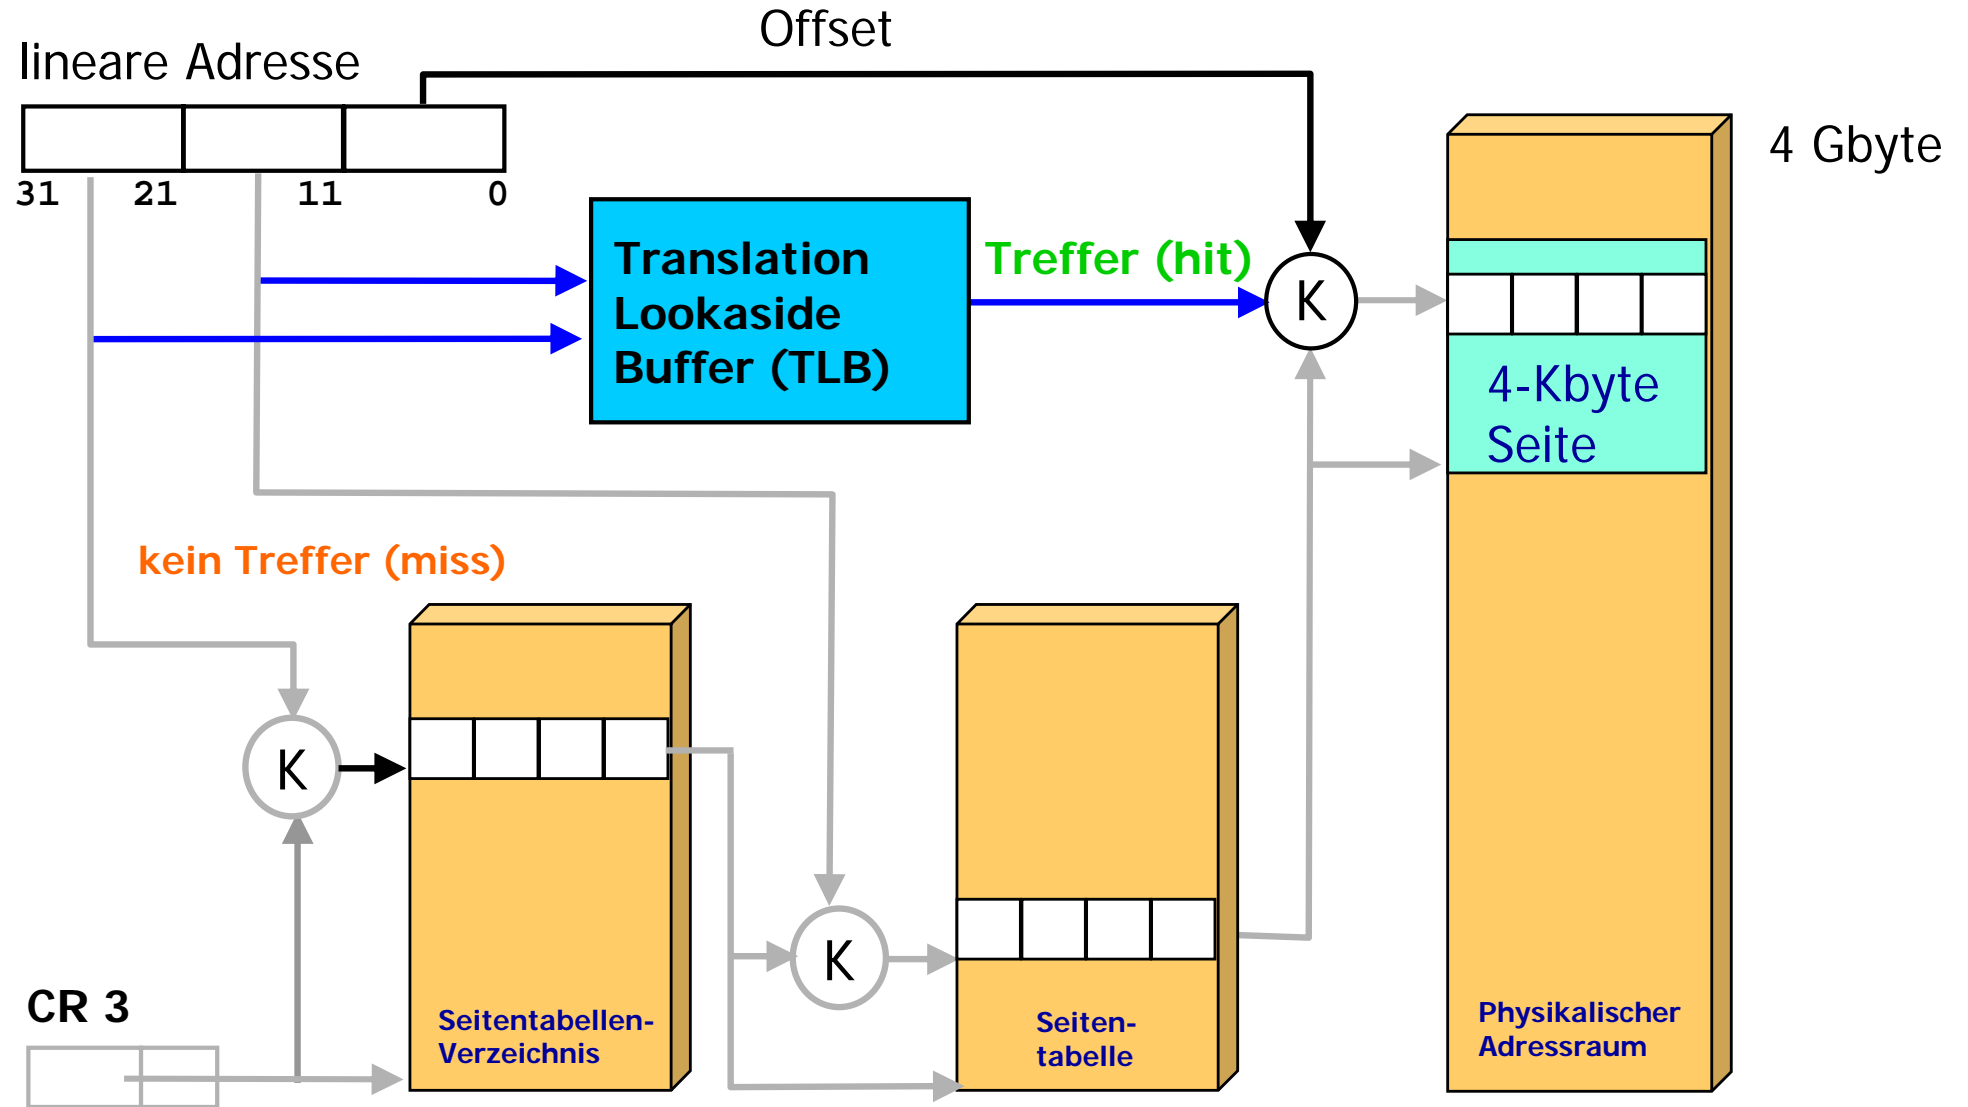 Offset
lineare Adresse
4 Gbyte
31 21 11 0
Translation
Lookaside
Buffer (TLB)
Treffer (hit)
K
4-Kbyte
Seite
kein Treffer (miss)
K
K
CR 3
Seitentabellen-
Verzeichnis
Seiten-
tabelle
Physikalischer
Adressraum